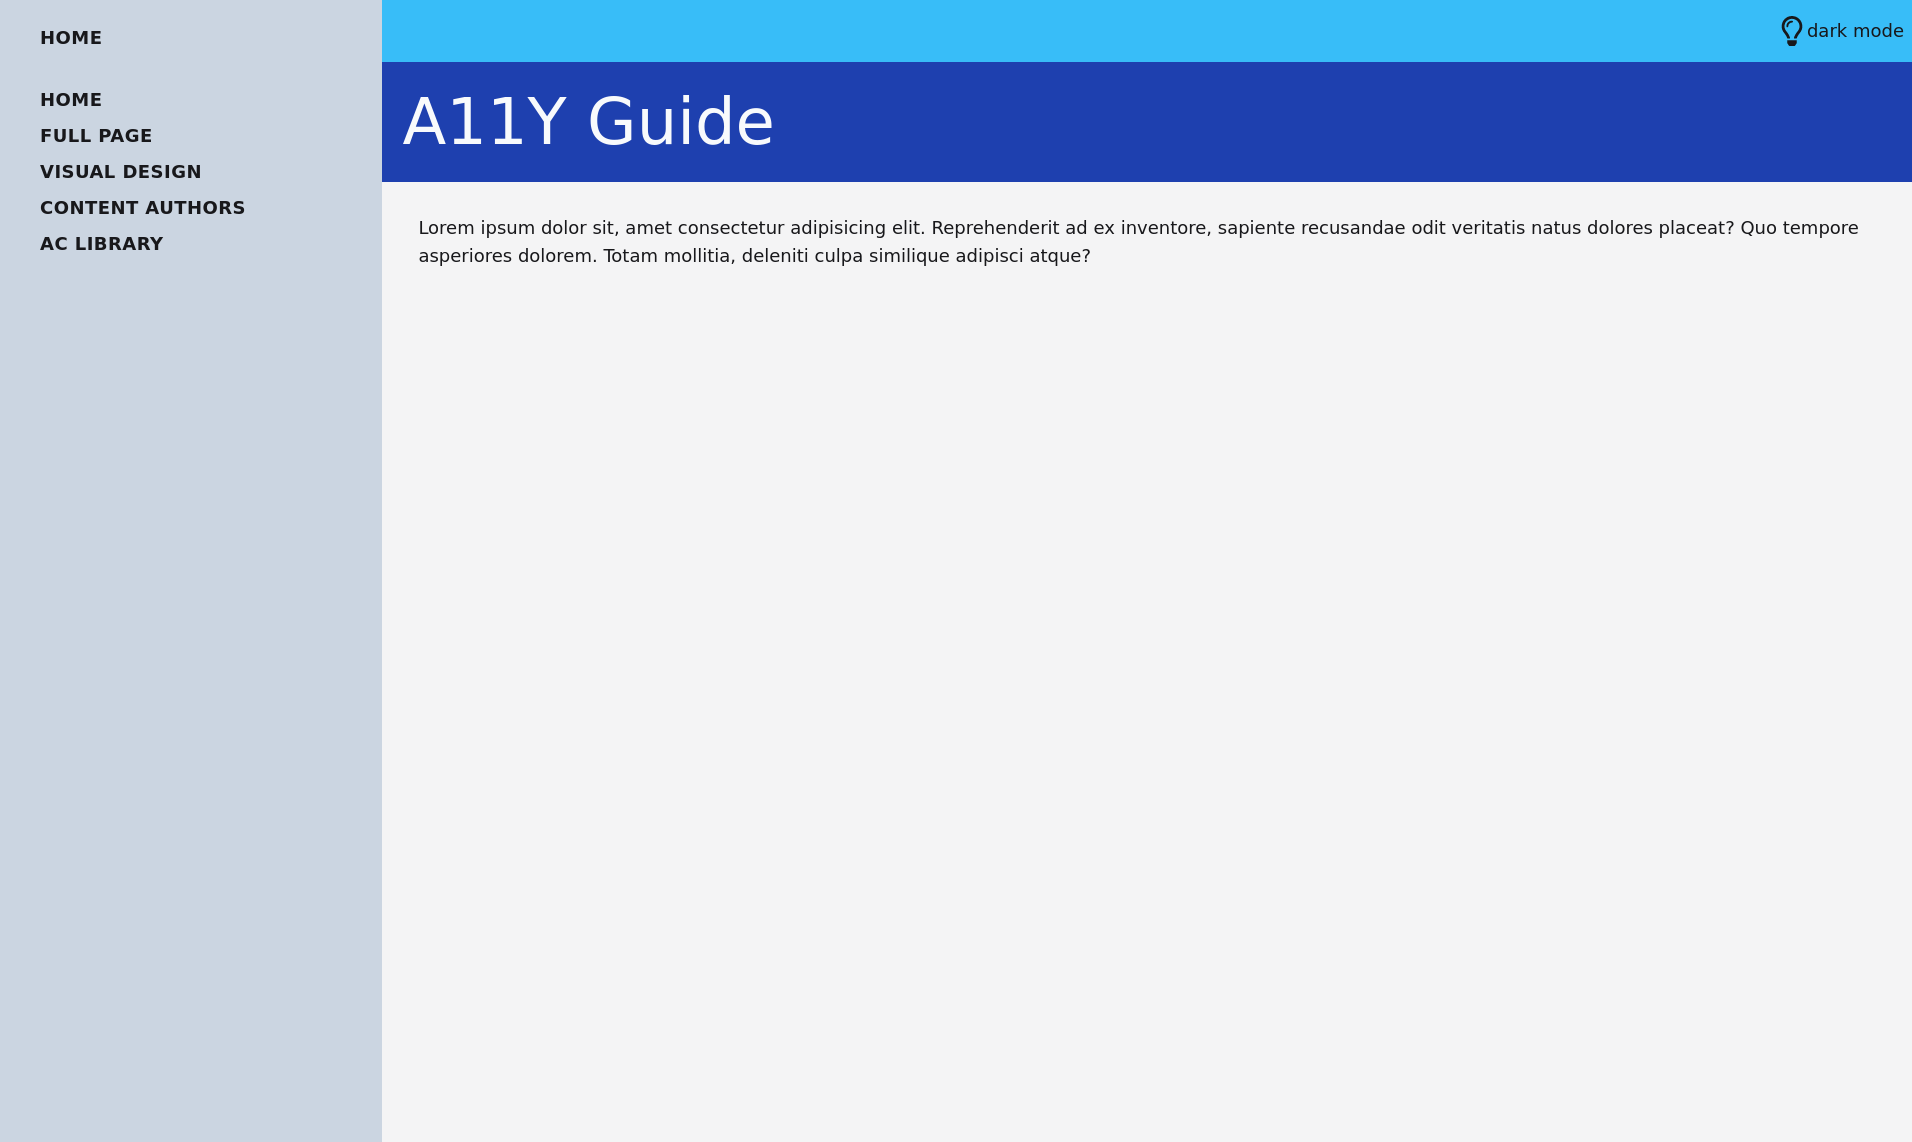 HOME
HOME
FULL PAGE
VISUAL DESIGN
CONTENT AUTHORS
AC LIBRARY
dark mode
A11Y Guide
Lorem ipsum dolor sit, amet consectetur adipisicing elit. Reprehenderit ad ex inventore, sapiente recusandae odit veritatis natus dolores placeat? Quo tempore
asperiores dolorem. Totam mollitia, deleniti culpa similique adipisci atque?